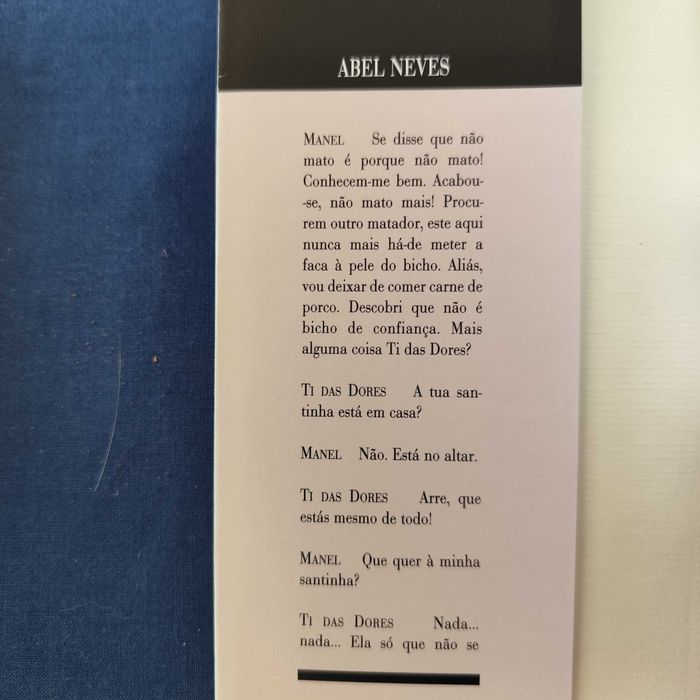 ABEL NEVES
MANEL Se disse que não
mato é porque não mato!
Conhecem-me bem. Acabou-
-se, não mato mais! Procu-
rem outro matador, este aqui
nunca mais há-de meter a
faca à pele do bicho. Aliás,
vou deixar de comer carne de
porco. Descobri que não é
bicho de confiança. Mais
alguma coisa Ti das Dores?
TI DAS DORES A tua san-
tinha está em casa?
MANEL Não. Está no altar.
TI DAS DORES Arre, que
estás mesmo de todo!
MANEL Que quer à minha
santinha?
TI DAS DORES Nada...
nada... Ela só que não se